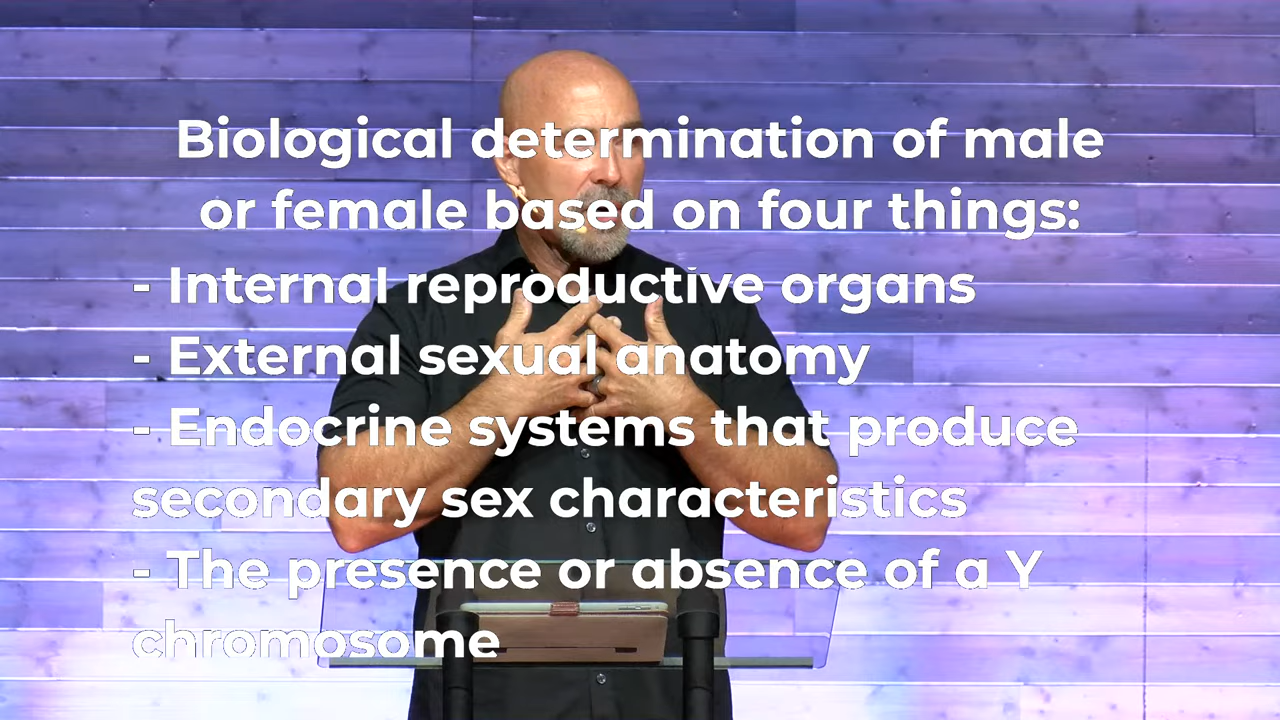 Biological determination of male
or female based on four things:
- Internal reproductive organs
- External sexual anatomy
- Endocrine systems that produce
secondary sex characteristics
- The presence or absence of a Y
chromosome